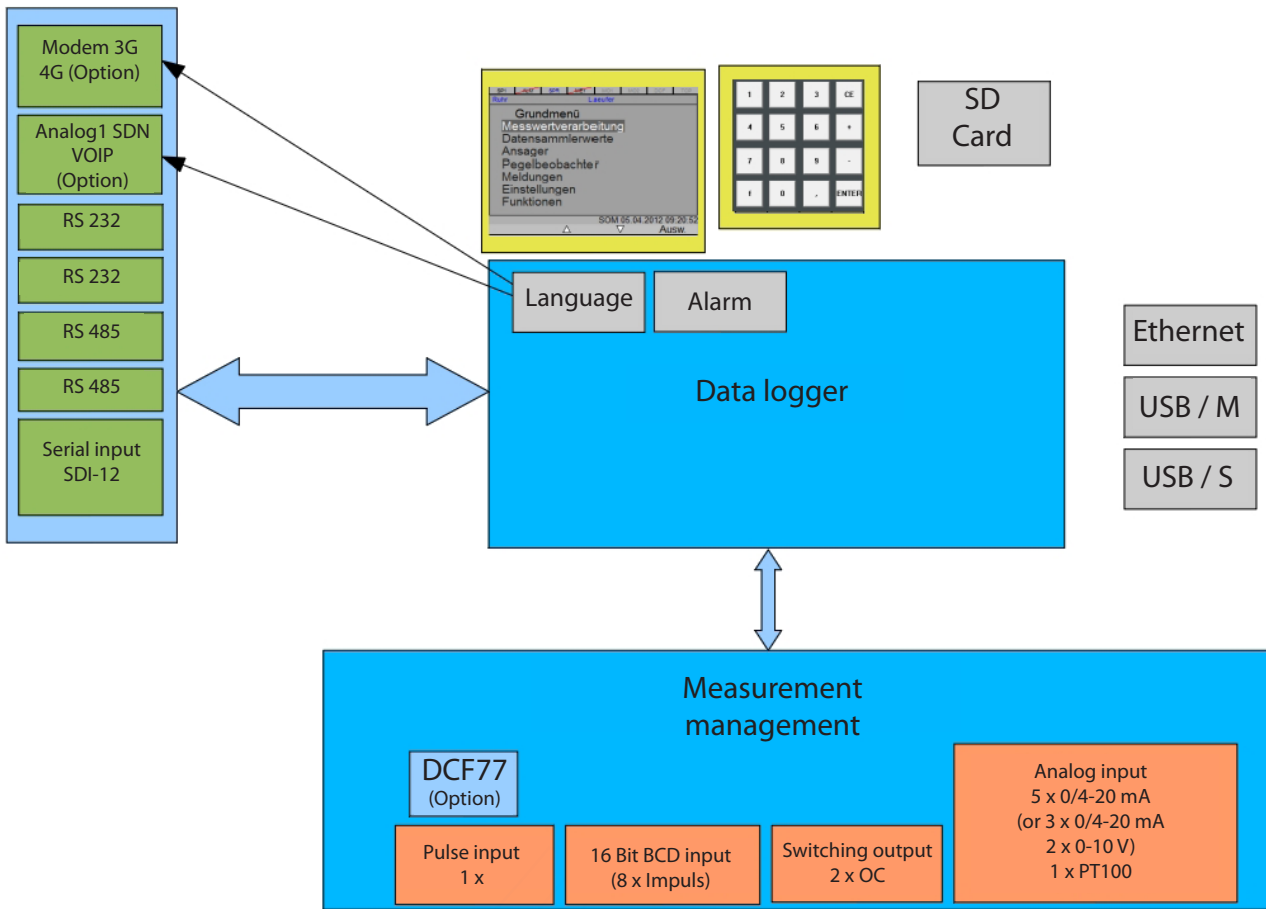 Modem 3G
4G (Option)
Analog1 SDN
VOIP
(Option)
RS 232
RS 232
RS 485
RS 485
Serial input
SDI-12
Ruhr
Grundmenü
Messwertverarbeitung
Datensammlerwerte
Ansager
Pegelbeobachter
Meldungen
Einstellungen
Funktionen
SOM 05.04.2012 09:20:52
Ausw.
1 2 3 CE
4 5 6 +
7 8 9 -
0 , ENTER
SD
Card
Language
Alarm
Data logger
Ethernet
USB / M
USB / S
Measurement
management
DCF77
(Option)
Pulse input
1 x
16 Bit BCD input
(8 x Impuls)
Switching output
2 x OC
Analog input
5 x 0/4-20 mA
(or 3 x 0/4-20 mA
2 x 0-10 V)
1 x PT100